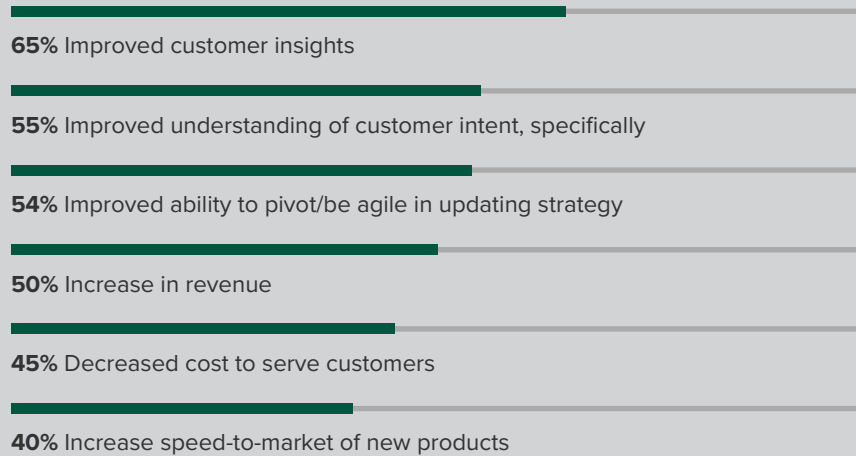 65% Improved customer insights
55% Improved understanding of customer intent, specifically
54% Improved ability to pivot/be agile in updating strategy
50% Increase in revenue
45% Decreased cost to serve customers
40% Increase speed-to-market of new products